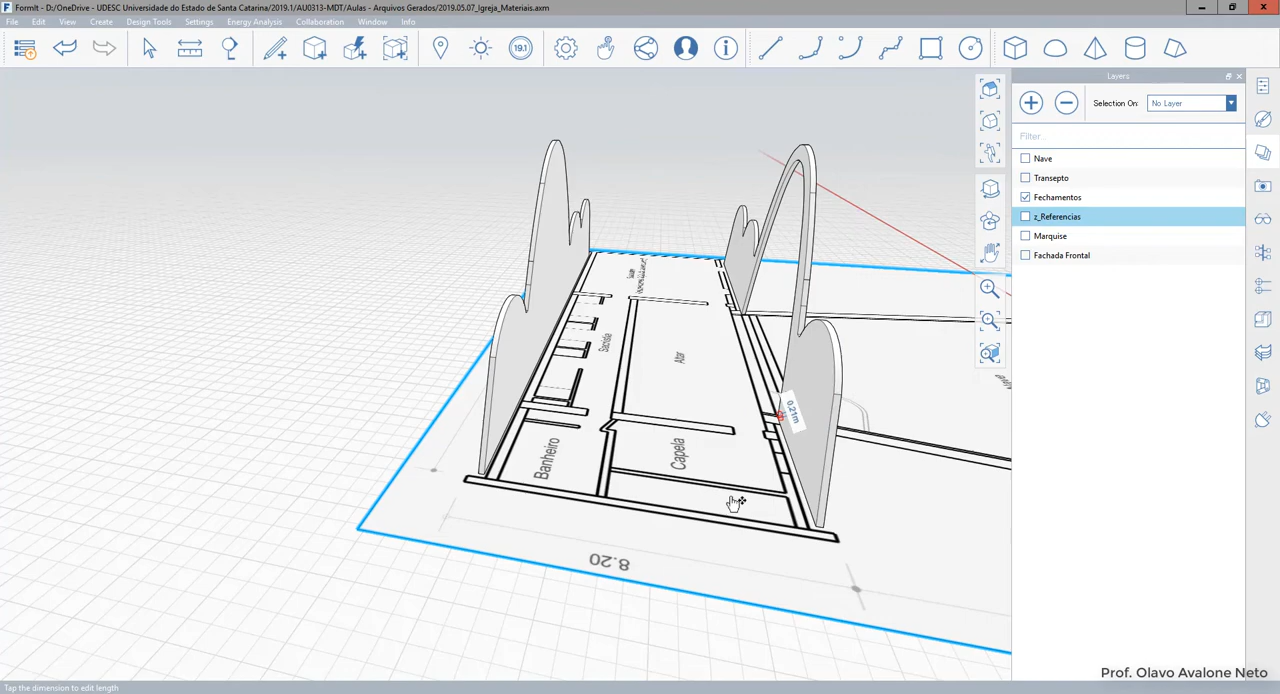 FormIt - D:/OneDrive - UDESC Universidade do Estado de Santa Catarina/2019.1/AU0313-MDT/Aulas - Arquivos Gerados/2019.05.07_Igreja_Materiais.axm
File Edit View Create Design Tools Settings Energy Analysis Collaboration Window Info
19.1
Layers
Selection On: No Layer
Filter...
Nave
Transepto
Fechamentos
z_Referencias
Marquise
Fachada Frontal
Sacristia
Altar
0.21m
Banheiro
Capela
8.20
Tap the dimension to edit length
Prof. Olavo Avalone Neto